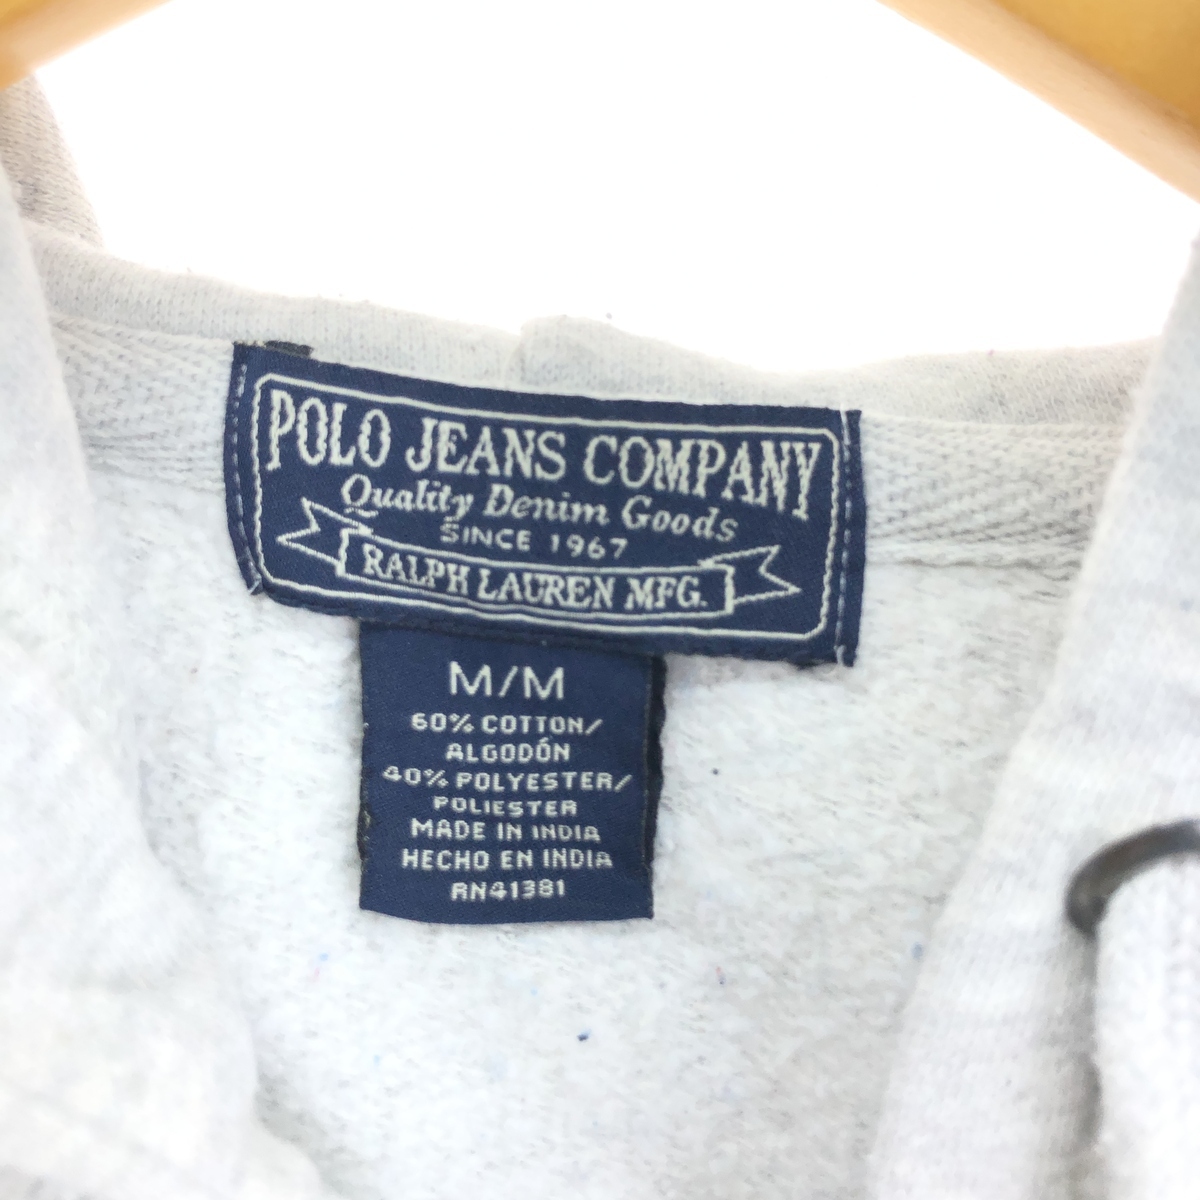 POLO JEANS COMPANY
Quality Denim Goods
SINCE 1967
RALPH LAUREN MFG.
M/M
60% COTTON/
ALGODÓN
40% POLYESTER/
POLIESTER
MADE IN INDIA
HECHO EN INDIA
RN41381